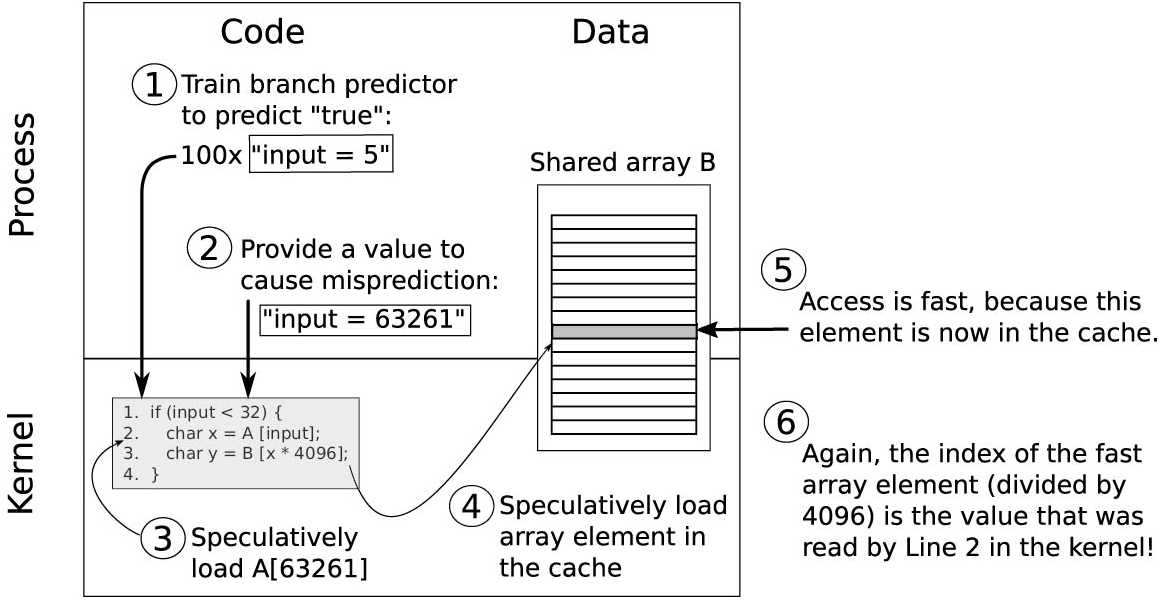 Code
Data
Process
1 Train branch predictor
to predict "true":
100x "input = 5"
Shared array B
2 Provide a value to
cause misprediction:
"input = 63261"
5
Access is fast, because this
element is now in the cache.
Kernel
1. if (input < 32) {
2. char x = A [input];
3. char y = B [x * 4096];
4. }
3 Speculatively
load A[63261]
4 Speculatively load
array element in
the cache
6
Again, the index of the fast
array element (divided by
4096) is the value that was
read by Line 2 in the kernel!